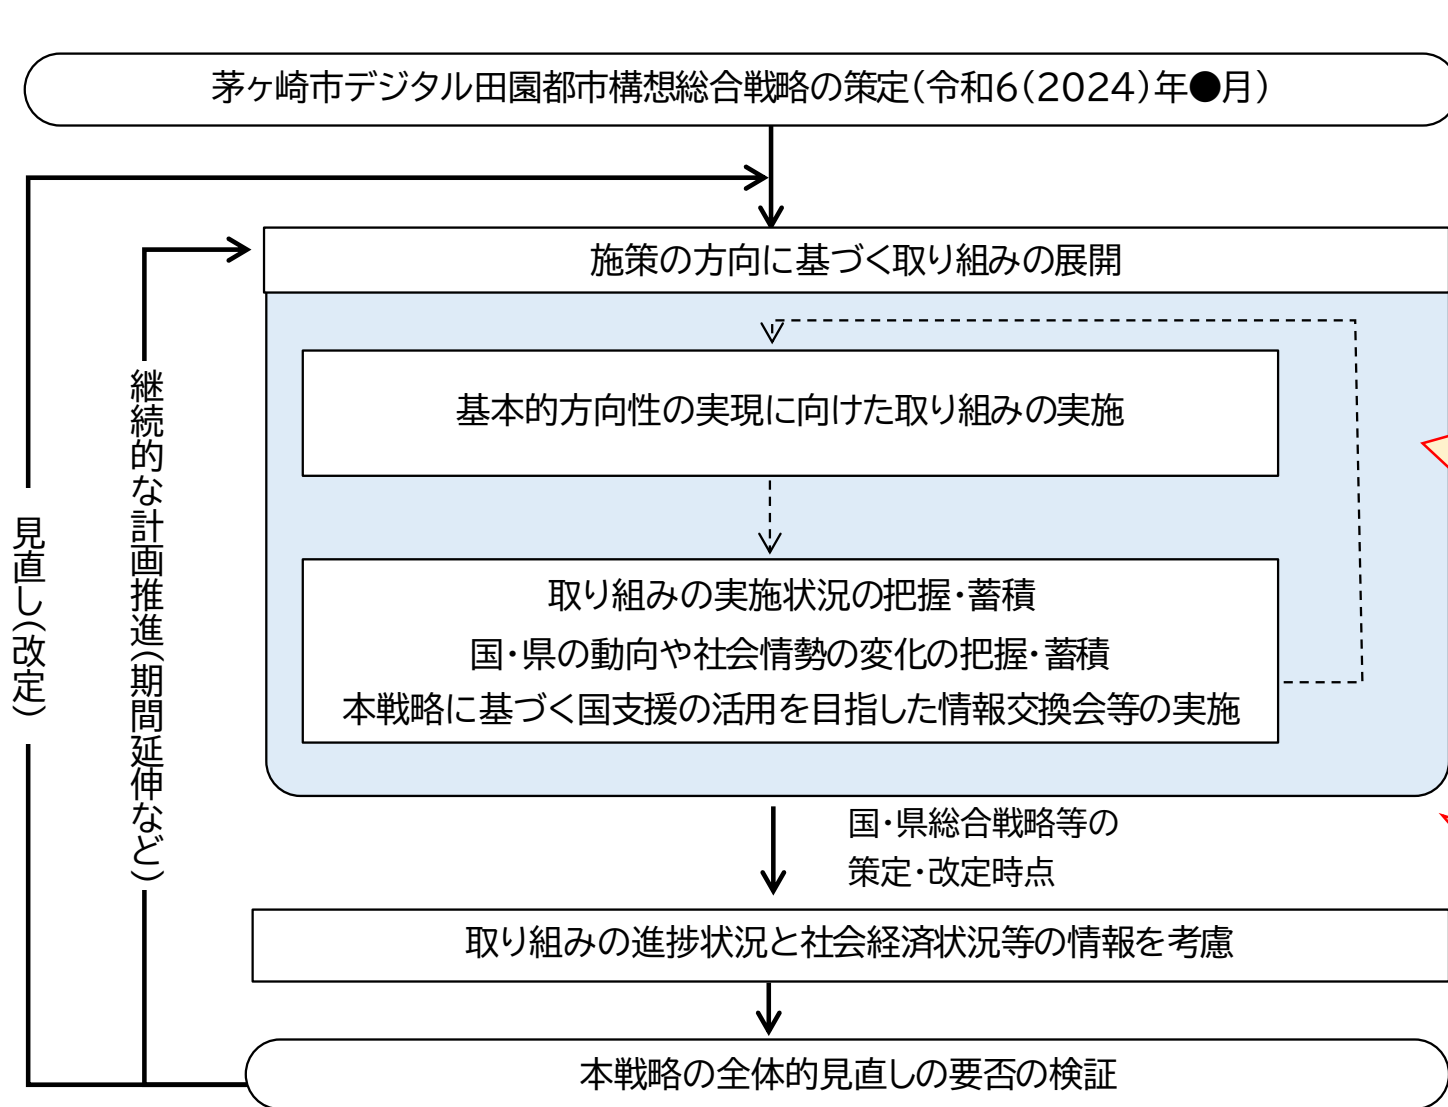 茅ヶ崎市デジタル田園都市構想総合戦略の策定(令和6(2024)年●月)
施策の方向に基づく取り組みの展開
基本的方向性の実現に向けた取り組みの実施
取り組みの実施状況の把握・蓄積
国・県の動向や社会情勢の変化の把握・蓄積
本戦略に基づく国支援の活用を目指した情報交換会等の実施
継続的な計画推進(期間延伸など)
見直し(改定)
国・県総合戦略等の
策定・改定時点
取り組みの進捗状況と社会経済状況等の情報を考慮
本戦略の全体的見直しの要否の検証